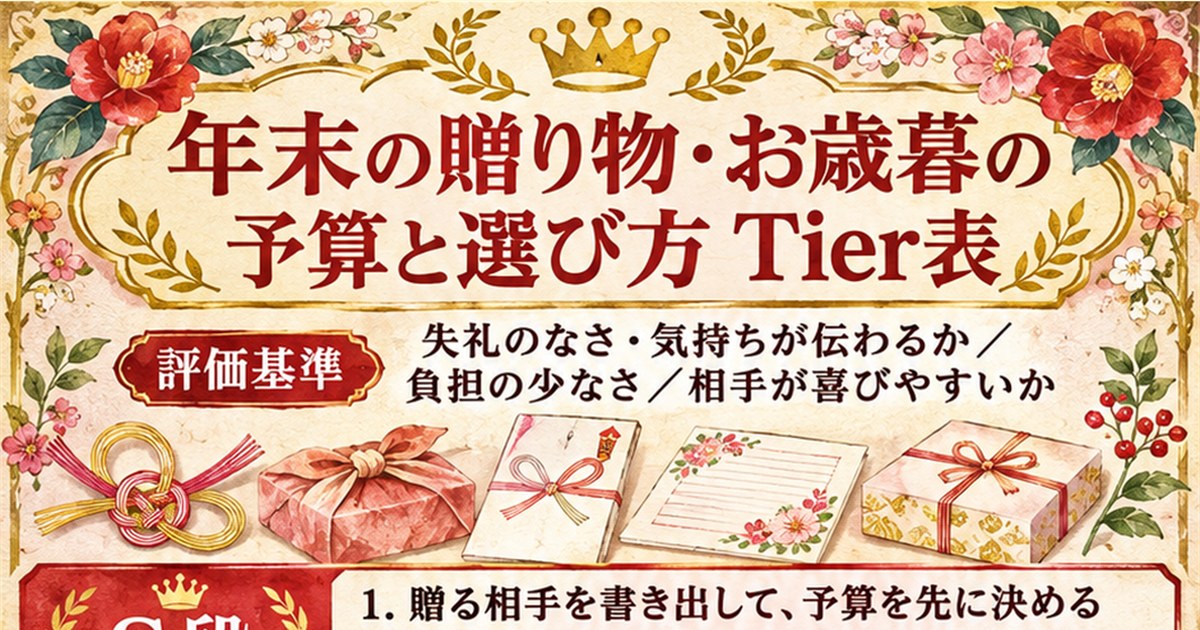 年末の贈り物・お歳暮の
予算と選び方 Tier表
評価基準
失礼のなさ・気持ちが伝わるか／
負担の少なさ／相手が喜びやすいか
1. 贈る相手を書き出して、予算を先に決める